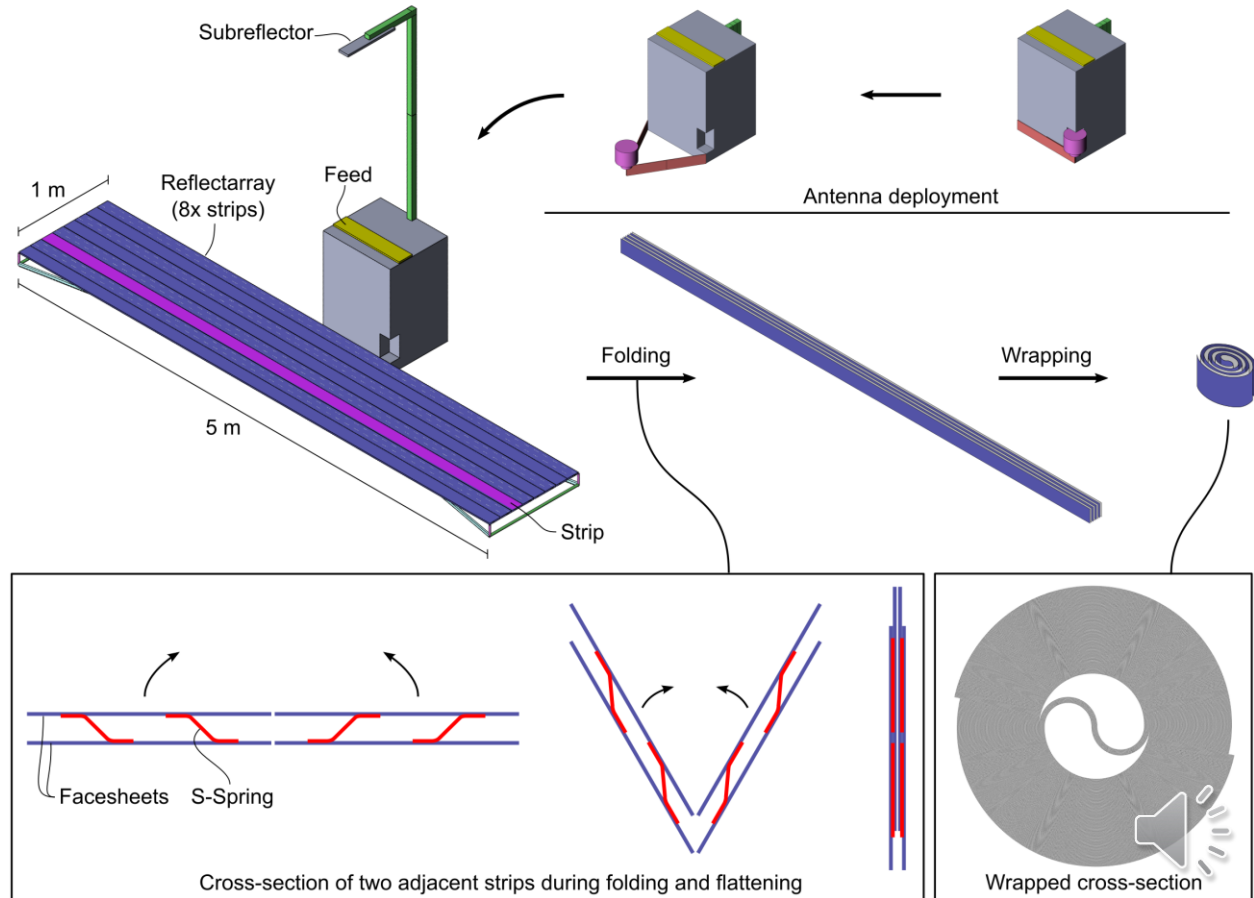 Subreflector
Reflectarray
(8x strips)
Feed
1 m
5 m
Strip
Antenna deployment
Folding
Wrapping
Facesheets
S-Spring
Cross-section of two adjacent strips during folding and flattening
Wrapped cross-section